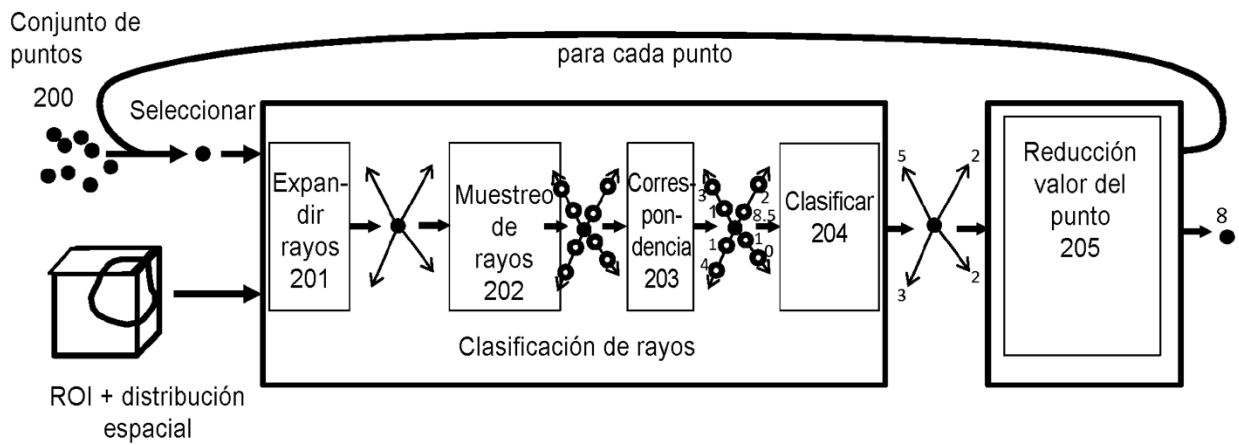 Conjunto de
puntos
200
para cada punto
Seleccionar
Expan-
dir
rayos
201
Muestreo
de
rayos
202
Corres-
pon-
dencia
203
3
1
2
8.5
1
1
0
4
Clasificar
204
5
2
3
2
Reducción
valor del
punto
205
8
Clasificación de rayos
ROI + distribución
espacial